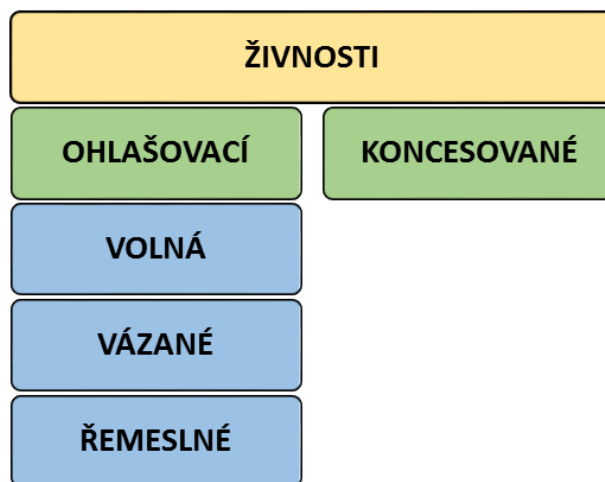 ŽIVNOSTI
OHLAŠOVACÍ
KONCESOVANÉ
VOLNÁ
VÁZANÉ
ŘEMESLNÉ